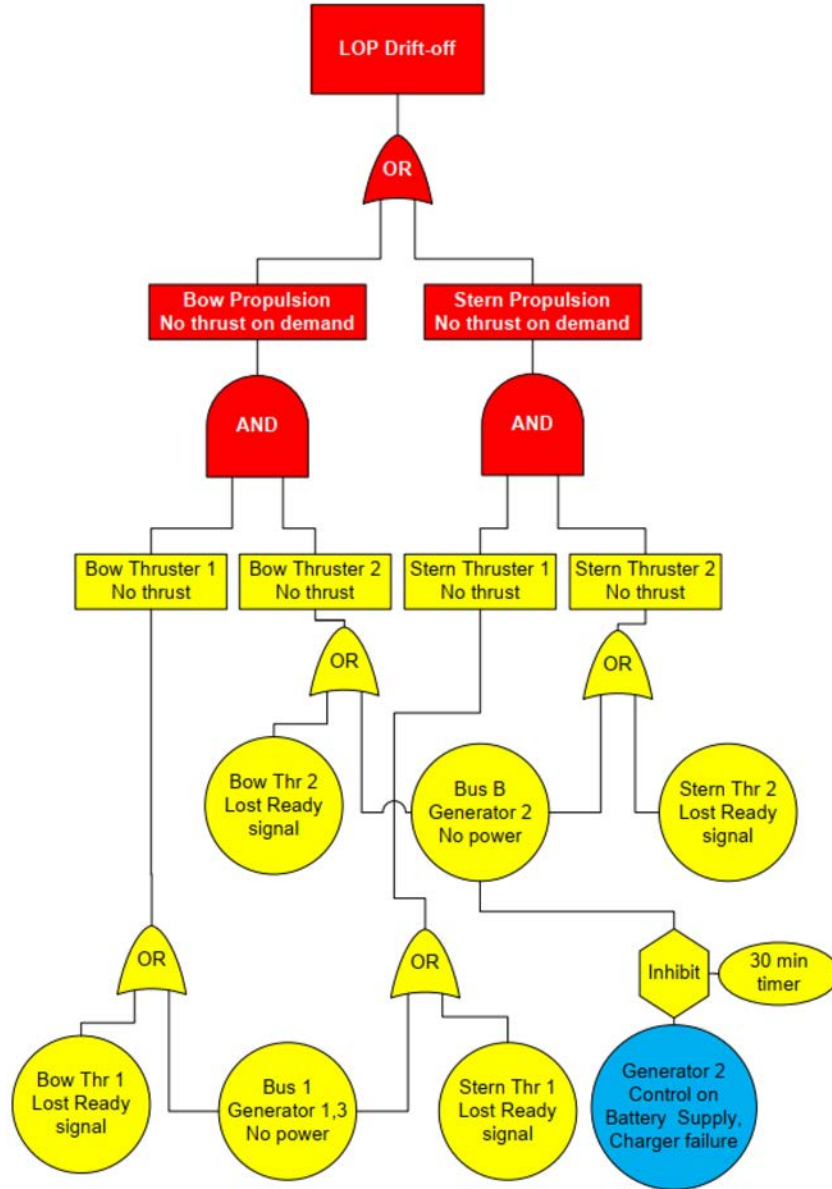 LOP Drift-off
OR
Bow Propulsion
No thrust on demand
Stern Propulsion
No thrust on demand
AND
AND
Bow Thruster 1
No thrust
Bow Thruster 2
No thrust
Stern Thruster 1
No thrust
Stern Thruster 2
No thrust
OR
OR
Bow Thr 2
Lost Ready
signal
Bus B
Generator 2
No power
Stern Thr 2
Lost Ready
signal
OR
OR
Inhibit
30 min
timer
Bow Thr 1
Lost Ready
signal
Bus 1
Generator 1,3
No power
Stern Thr 1
Lost Ready
signal
Generator 2
Control on
Battery Supply,
Charger failure